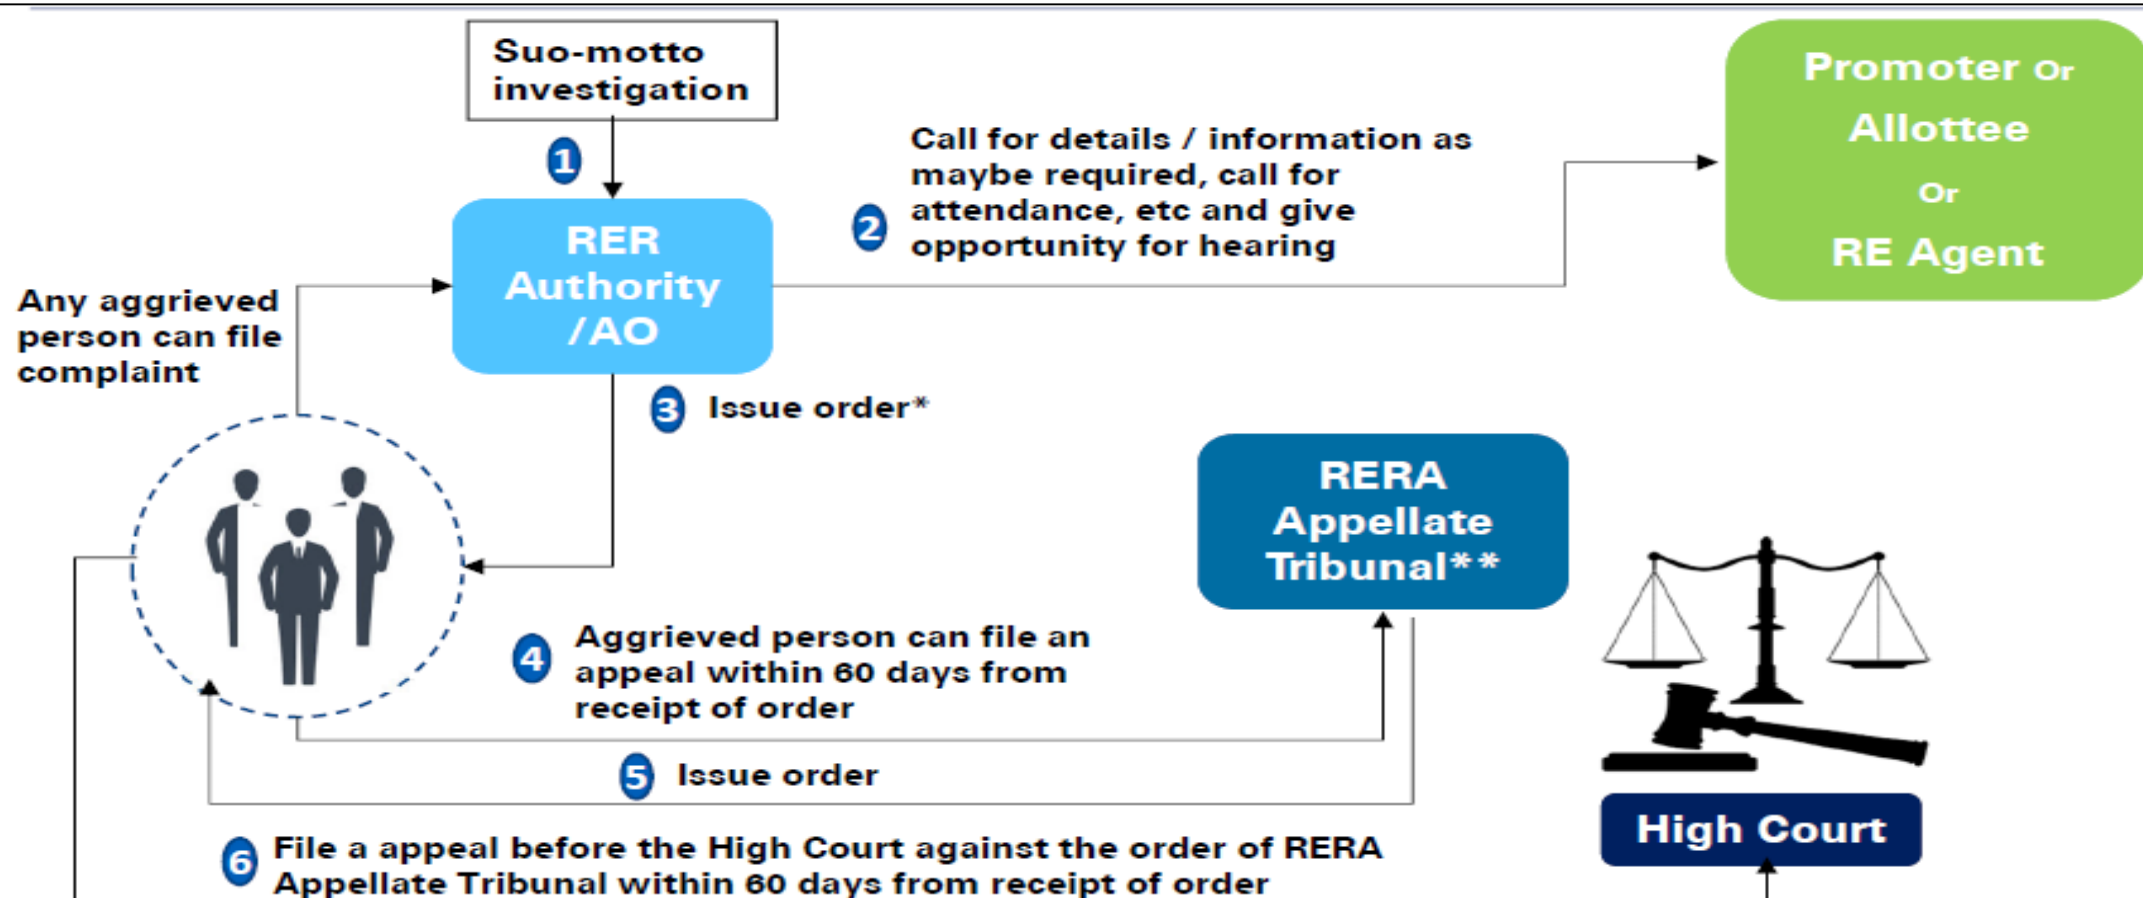 Suo-motto
investigation
1
Promoter Or
Allottee
Or
RE Agent
Call for details / information as
maybe required, call for
attendance, etc and give
opportunity for hearing
2
RER
Authority
/AO
Any aggrieved
person can file
complaint
3
Issue order*
RERA
Appellate
Tribunal**
4
Aggrieved person can file an
appeal within 60 days from
receipt of order
5
Issue order
High Court
6
File a appeal before the High Court against the order of RERA
Appellate Tribunal within 60 days from receipt of order